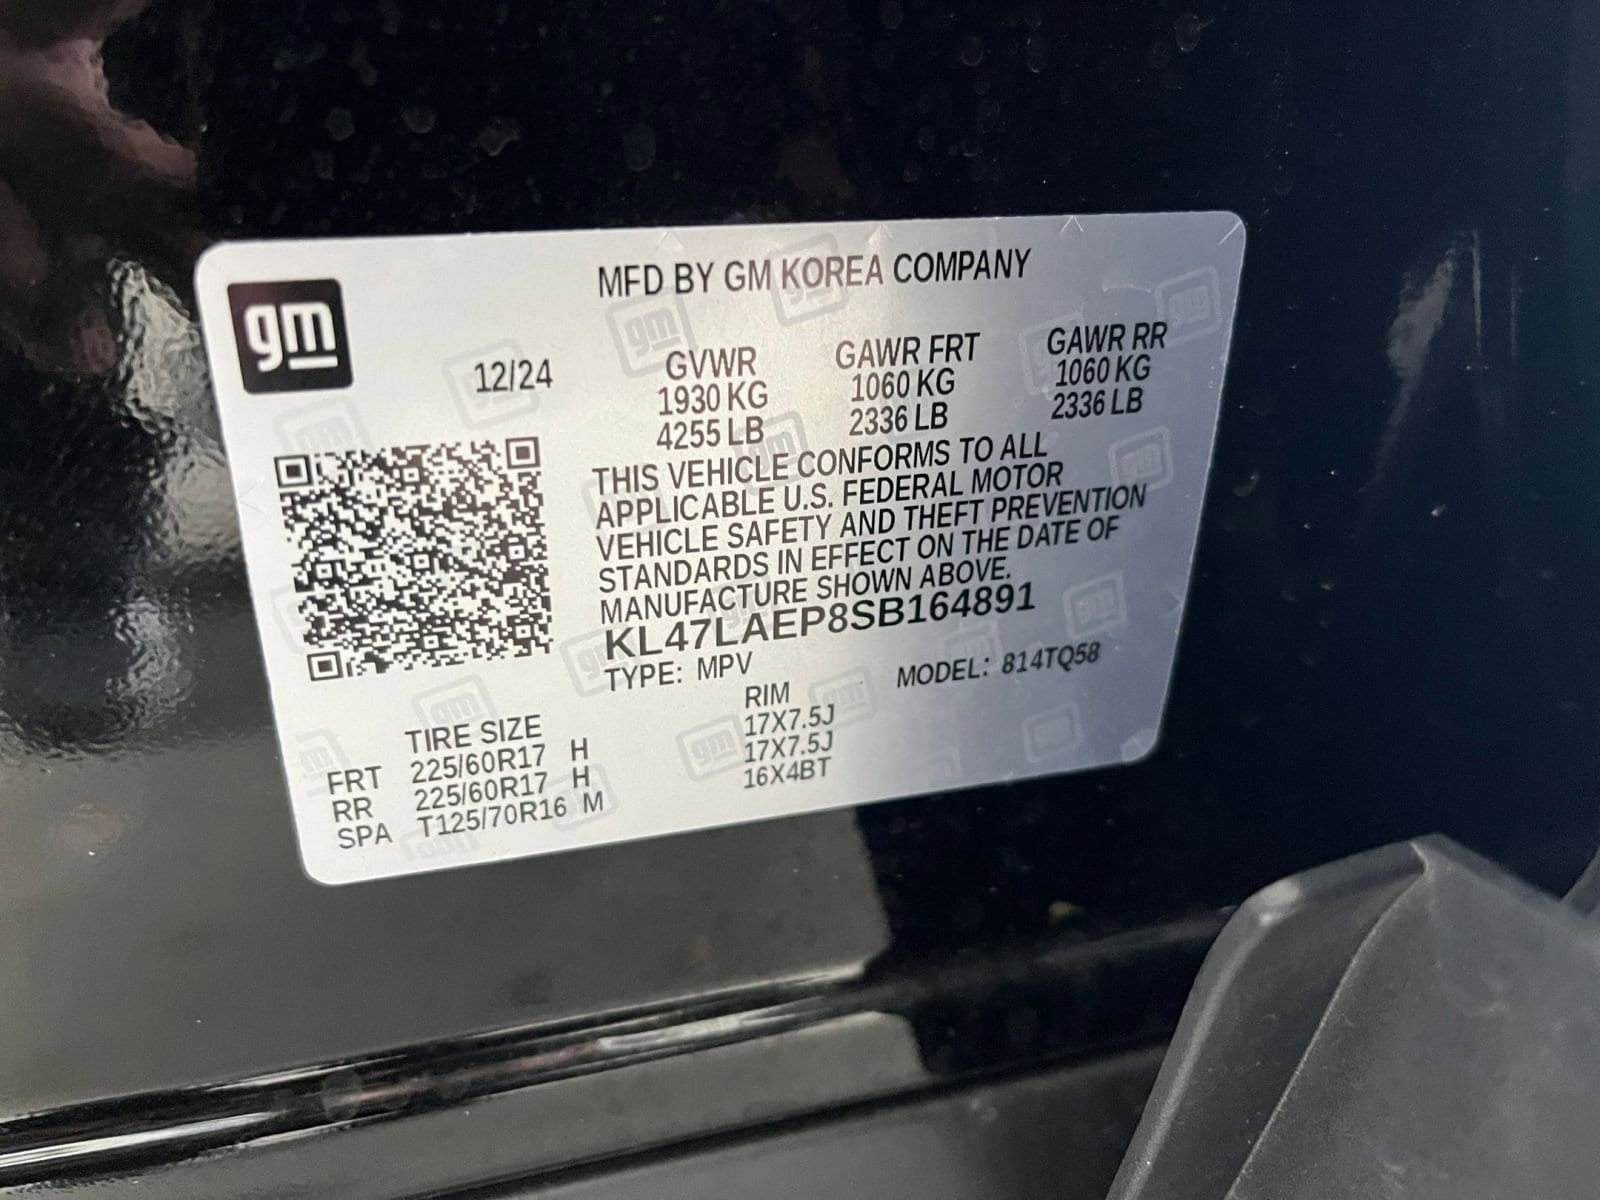 gm
MFD BY GM KOREA COMPANY
12/24
GVWR GAWR FRT GAWR RR
1930 KG 1060 KG 1060 KG
4255 LB 2336 LB 2336 LB
THIS VEHICLE CONFORMS TO ALL
APPLICABLE U.S. FEDERAL MOTOR
VEHICLE SAFETY AND THEFT PREVENTION
STANDARDS IN EFFECT ON THE DATE OF
MANUFACTURE SHOWN ABOVE.
KL47LAEP8SB164891
TYPE: MPV MODEL: 814TQ58
TIRE SIZE RIM
FRT 225/60R17 H 17X7.5J
RR 225/60R17 H 17X7.5J
SPA T125/70R16 M 16X4BT